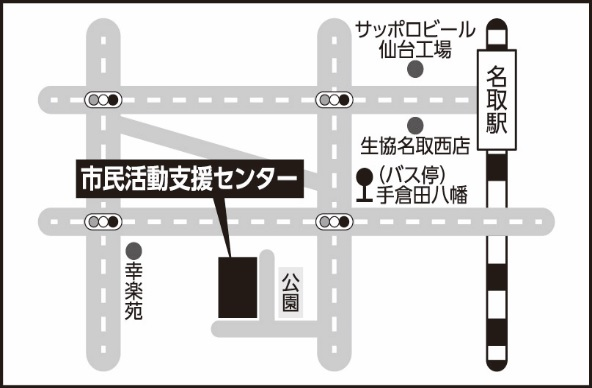 サッポロビール
仙台工場
名取駅
生協名取西店
(バス停)
手倉田八幡
市民活動支援センター
幸楽苑
公園